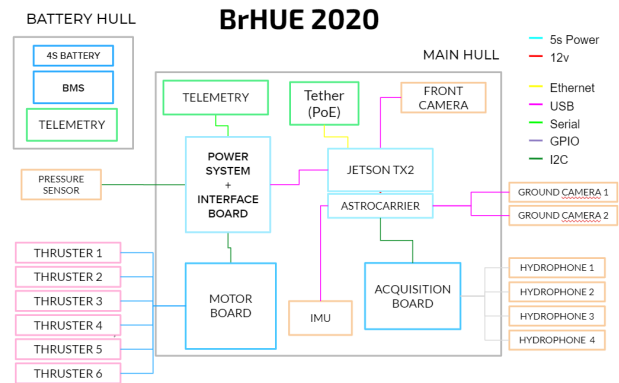 BrHUE 2020
BATTERY HULL
4S BATTERY
BMS
TELEMETRY
MAIN HULL
TELEMETRY
Tether
(PoE)
FRONT
CAMERA
POWER
SYSTEM
+
INTERFACE
BOARD
JETSON TX2
ASTROCARRIER
PRESSURE
SENSOR
MOTOR
BOARD
IMU
ACQUISITION
BOARD
THRUSTER 1
THRUSTER 2
THRUSTER 3
THRUSTER 4
THRUSTER 5
THRUSTER 6
5s Power
12v
Ethernet
USB
Serial
GPIO
I2C
GROUND CAMERA 1
GROUND CAMERA 2
HYDROPHONE 1
HYDROPHONE 2
HYDROPHONE 3
HYDROPHONE 4